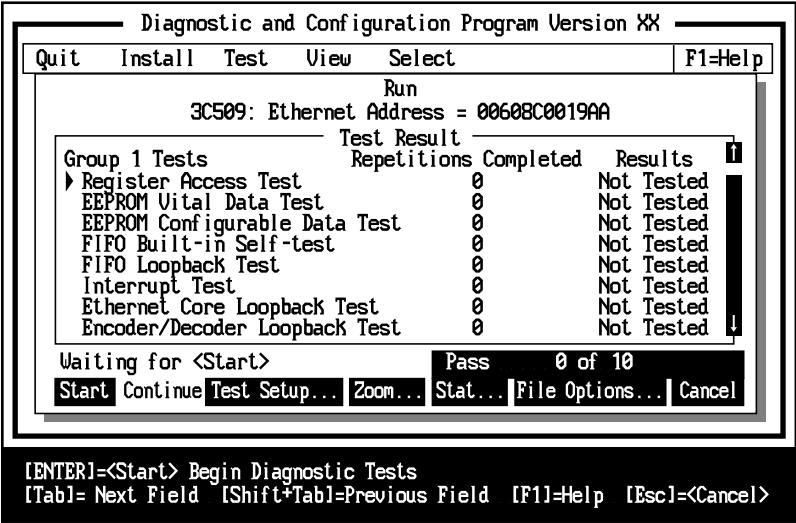 Diagnostic and Configuration Program Version XX
Quit Install Test View Select F1=Help
Run
3C509: Ethernet Address = 00608C0019AA
Test Result
Group 1 Tests Repetitions Completed Results
Register Access Test 0 Not Tested
EEPROM Vital Data Test 0 Not Tested
EEPROM Configurable Data Test 0 Not Tested
FIFO Built-in Self-test 0 Not Tested
FIFO Loopback Test 0 Not Tested
Interrupt Test 0 Not Tested
Ethernet Core Loopback Test 0 Not Tested
Encoder/Decoder Loopback Test 0 Not Tested
Waiting for <Start> Pass 0 of 10
Start Continue Test Setup... Zoom... Stat... File Options... Cancel
[ENTER]=<Start> Begin Diagnostic Tests
[Tab]= Next Field [Shift+Tab]=Previous Field [F1]=Help [Esc]=<Cancel>